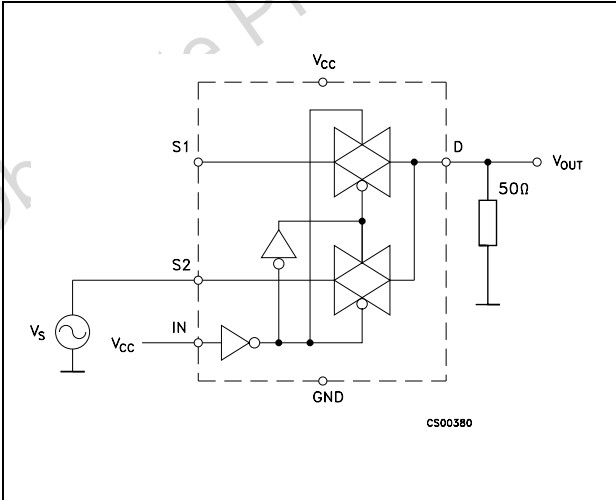 VCC
S1
D
VOUT
50Ω
S2
VS
IN
VCC
GND
CS00380